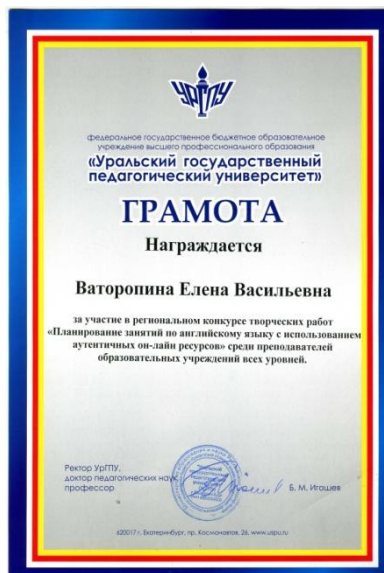 УрГПУ
федеральное государственное бюджетное образовательное
учреждение высшего профессионального образования
«Уральский государственный
педагогический университет»
ГРАМОТА
Награждается
Ваторопина Елена Васильевна
за участие в региональном конкурсе творческих работ
«Планирование занятий по английскому языку с использованием
аутентичных он-лайн ресурсов» среди преподавателей
образовательных учреждений всех уровней.
Ректор УрГПУ,
доктор педагогических наук,
профессор
Б. М. Игошев
620017 г. Екатеринбург, пр. Космонавтов, 26, www.uspu.ru